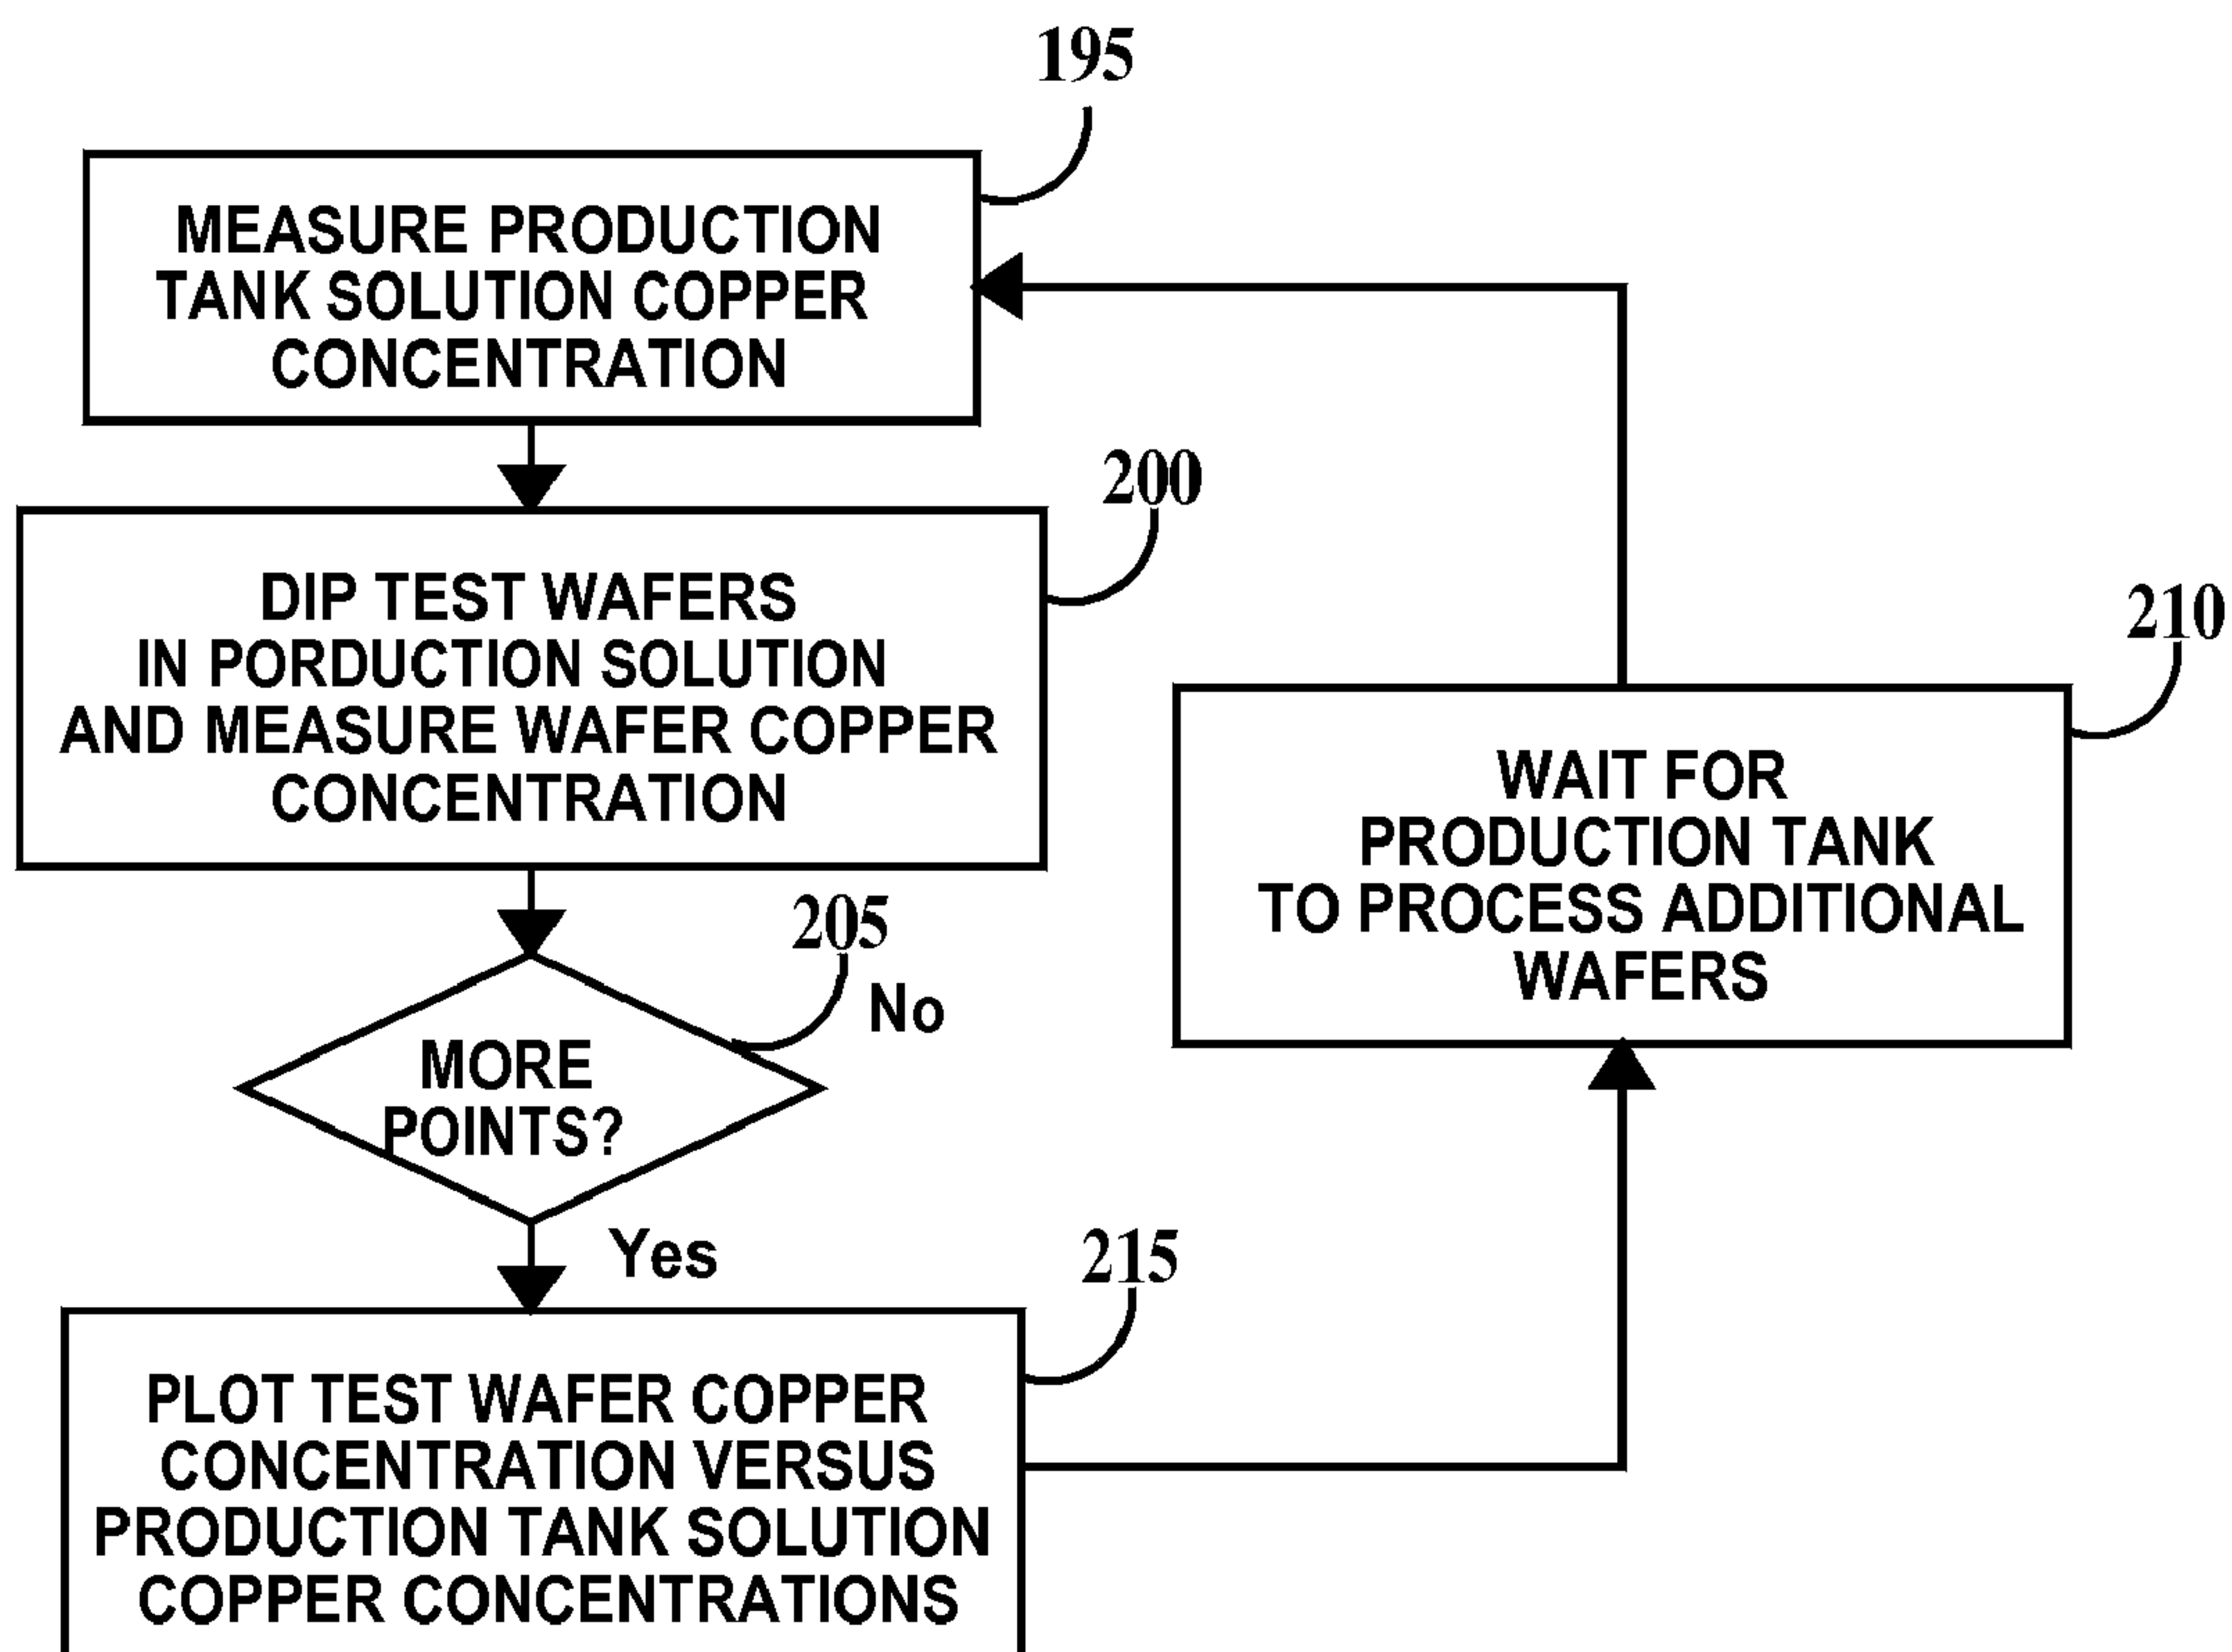 195
MEASURE PRODUCTION
TANK SOLUTION COPPER
CONCENTRATION
200
DIP TEST WAFERS
IN PORDUCTION SOLUTION
AND MEASURE WAFER COPPER
CONCENTRATION
210
WAIT FOR
PRODUCTION TANK
TO PROCESS ADDITIONAL
WAFERS
205
No
MORE
POINTS?
Yes
215
PLOT TEST WAFER COPPER
CONCENTRATION VERSUS
PRODUCTION TANK SOLUTION
COPPER CONCENTRATIONS